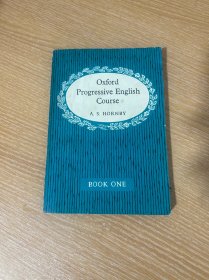 Oxford
Progressive English
Course
A. S. HORNBY
BOOK ONE